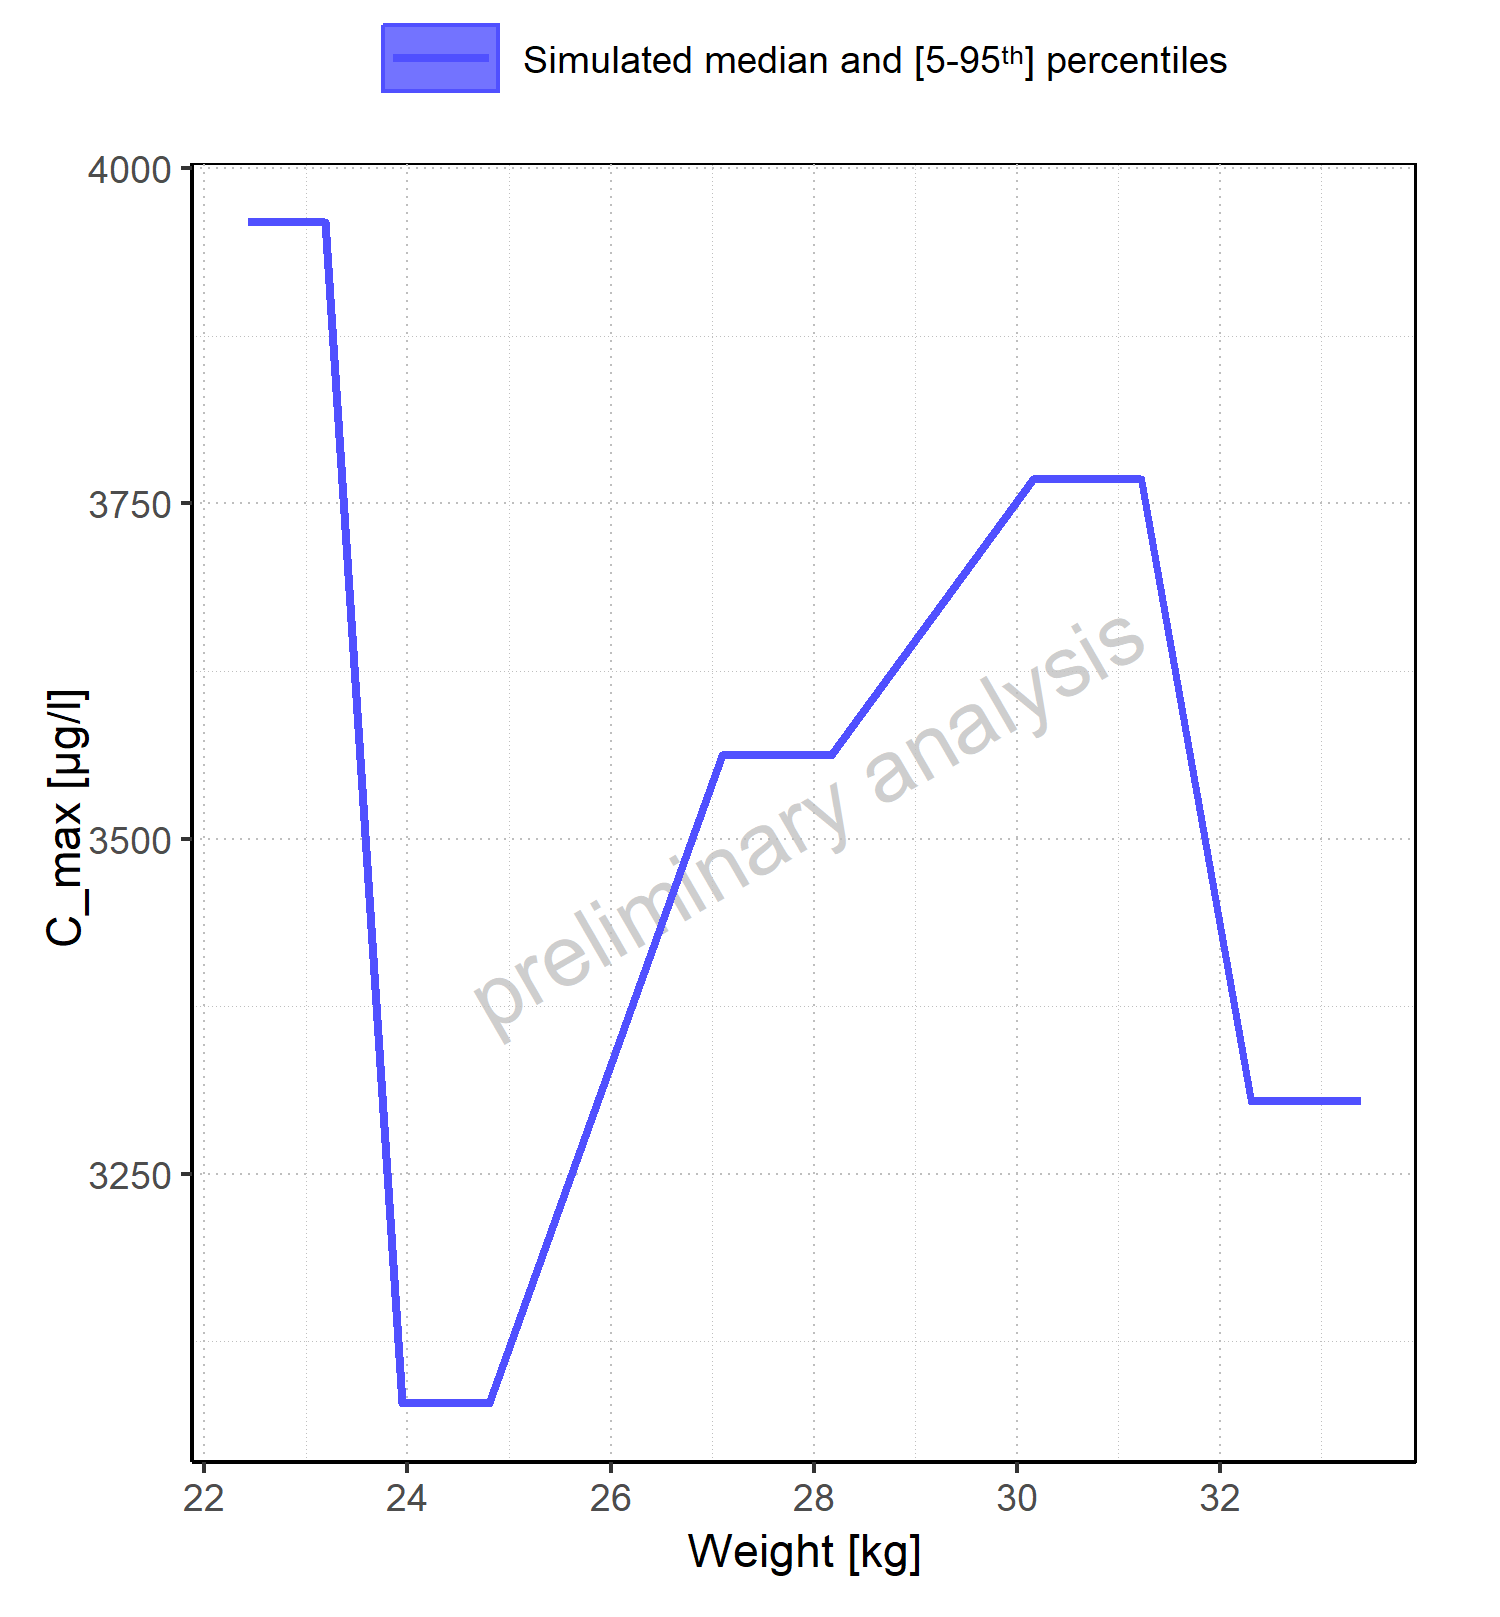 Simulated median and [5-95ᵗʰ] percentiles
4000
3750
3500
3250
C_max [µg/l]
preliminary analysis
22 24 26 28 30 32
Weight [kg]